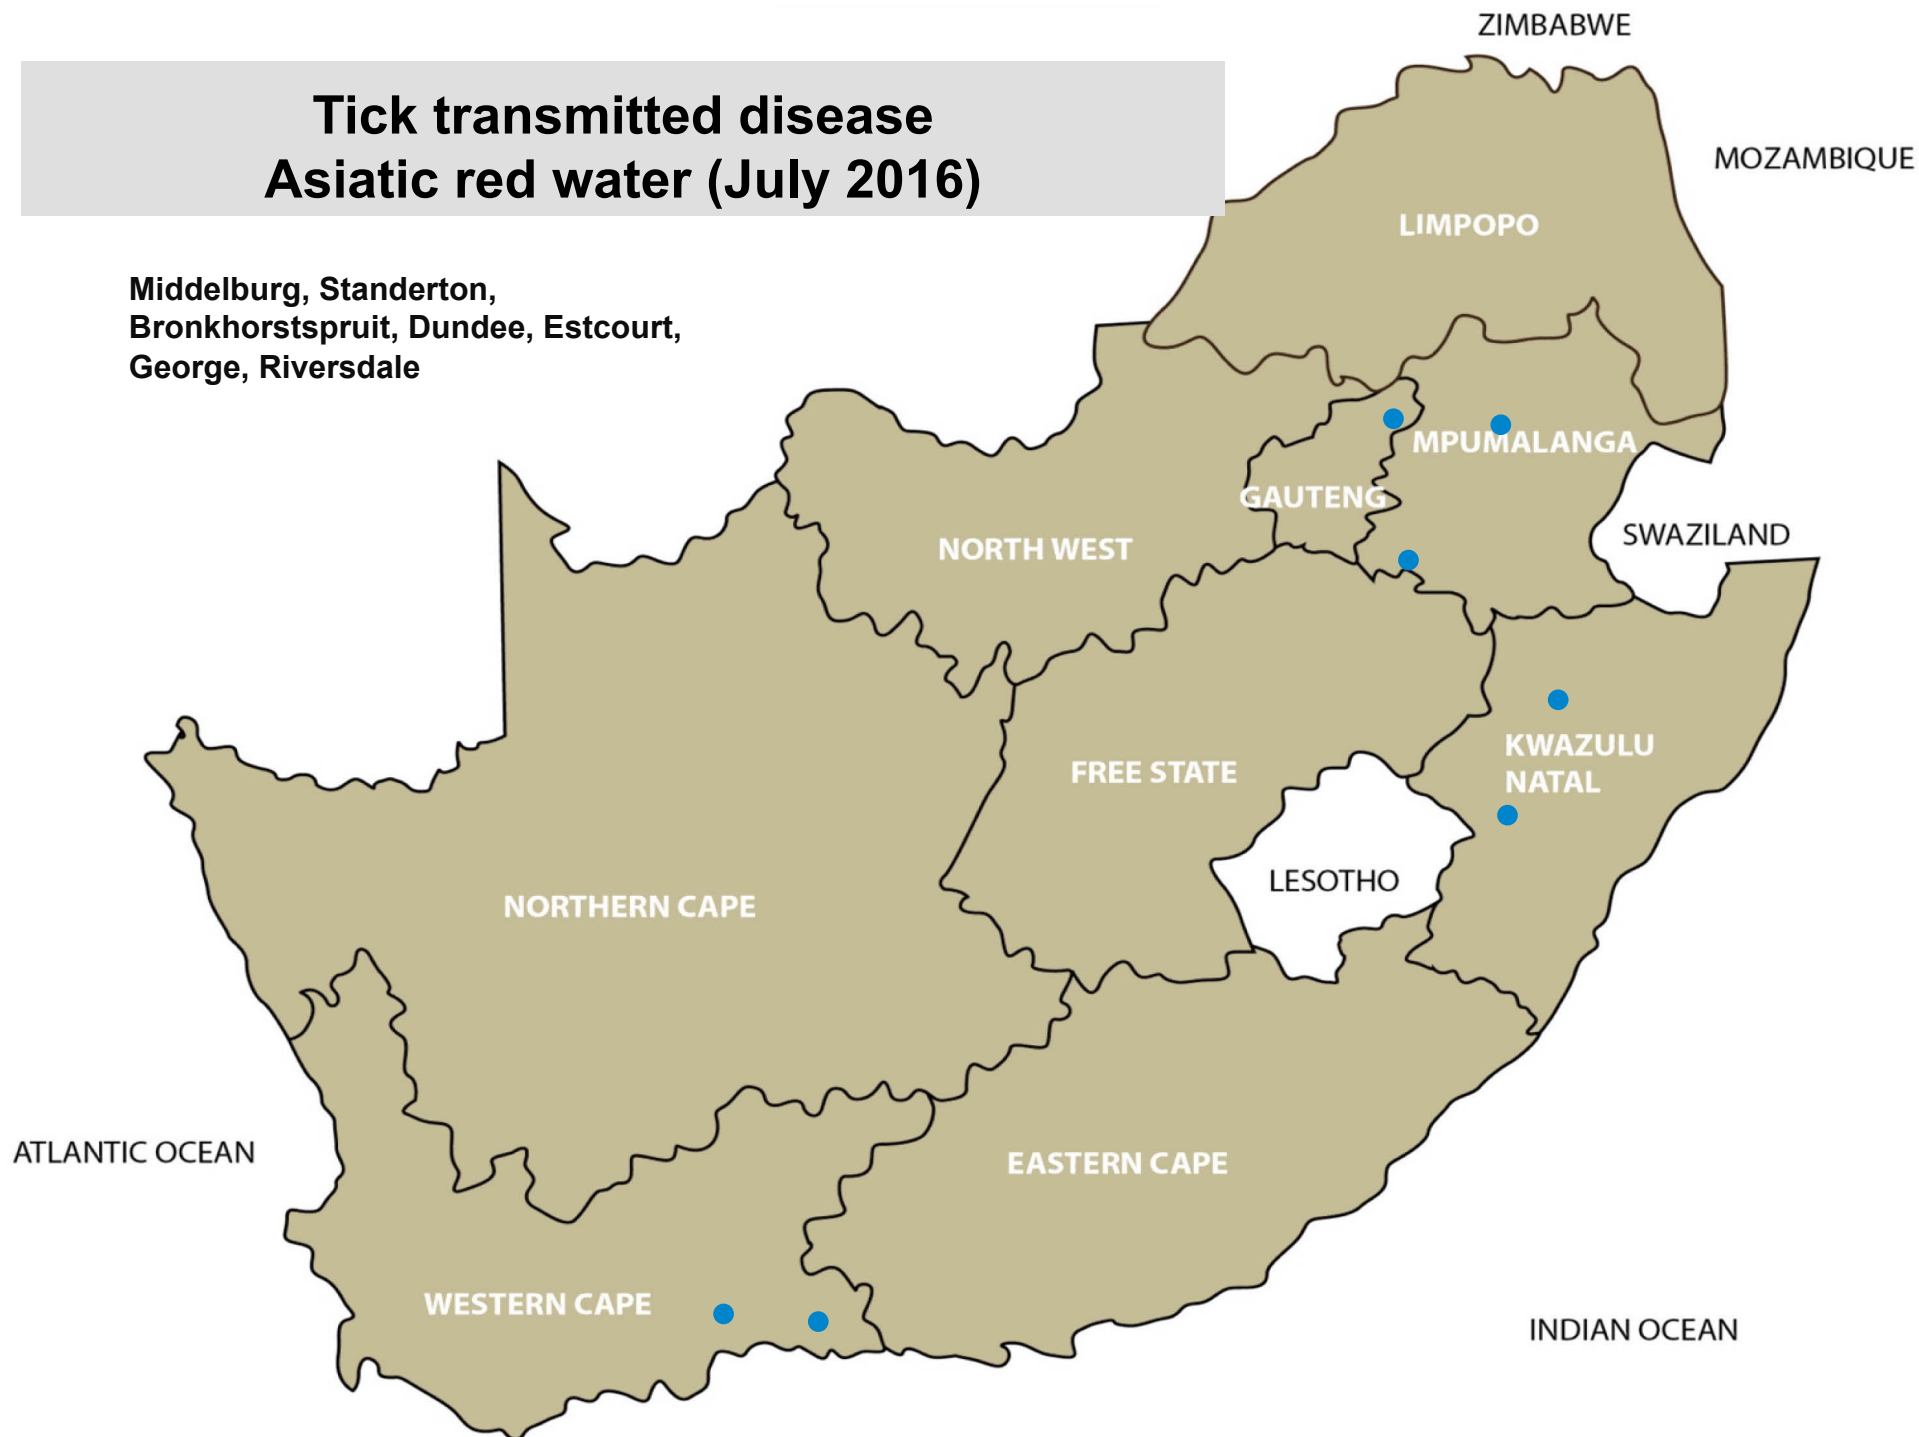 ZIMBABWE
Tick transmitted disease
Asiatic red water (July 2016)
MOZAMBIQUE
LIMPOPO
Middelburg, Standerton,
Bronkhorstspruit, Dundee, Estcourt,
George, Riversdale
MPUMALANGA
GAUTENG
SWAZILAND
NORTH WEST
KWAZULU
NATAL
FREE STATE
LESOTHO
NORTHERN CAPE
ATLANTIC OCEAN
EASTERN CAPE
WESTERN CAPE
INDIAN OCEAN